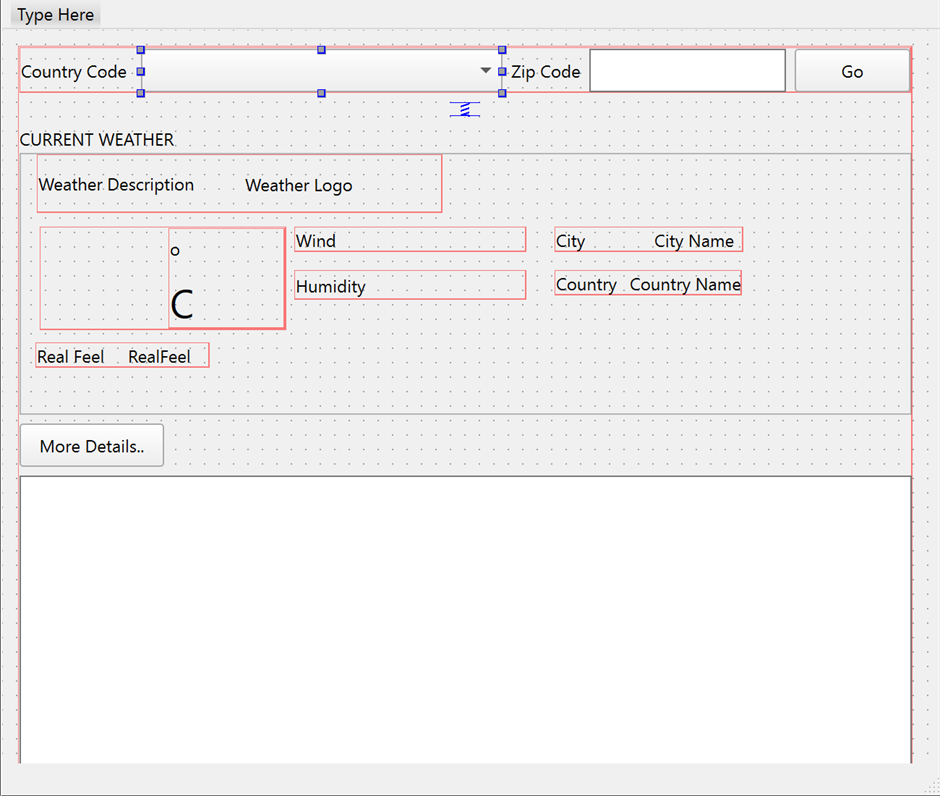 Type Here
Country Code Zip Code Go
CURRENT WEATHER
Weather Description Weather Logo
° Wind City City Name
C Humidity Country Country Name
Real Feel RealFeel
More Details..